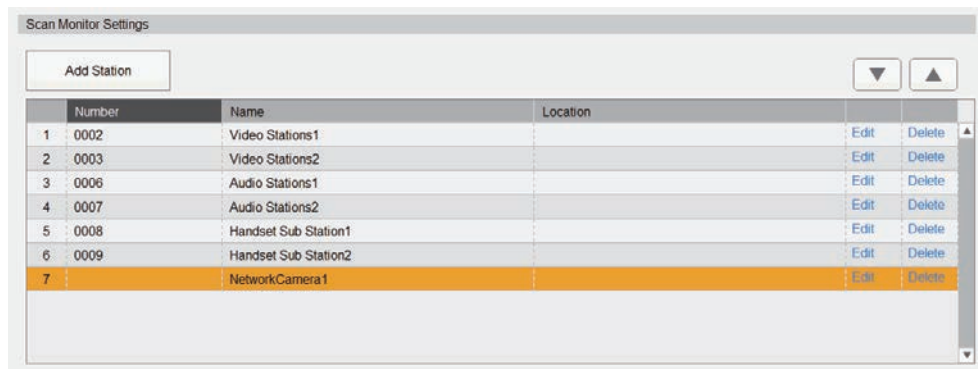 Scan Monitor Settings
Add Station
Number Name Location
1 0002 Video Stations1 Edit Delete
2 0003 Video Stations2 Edit Delete
3 0006 Audio Stations1 Edit Delete
4 0007 Audio Stations2 Edit Delete
5 0008 Handset Sub Station1 Edit Delete
6 0009 Handset Sub Station2 Edit Delete
7 NetworkCamera1 Edit Delete